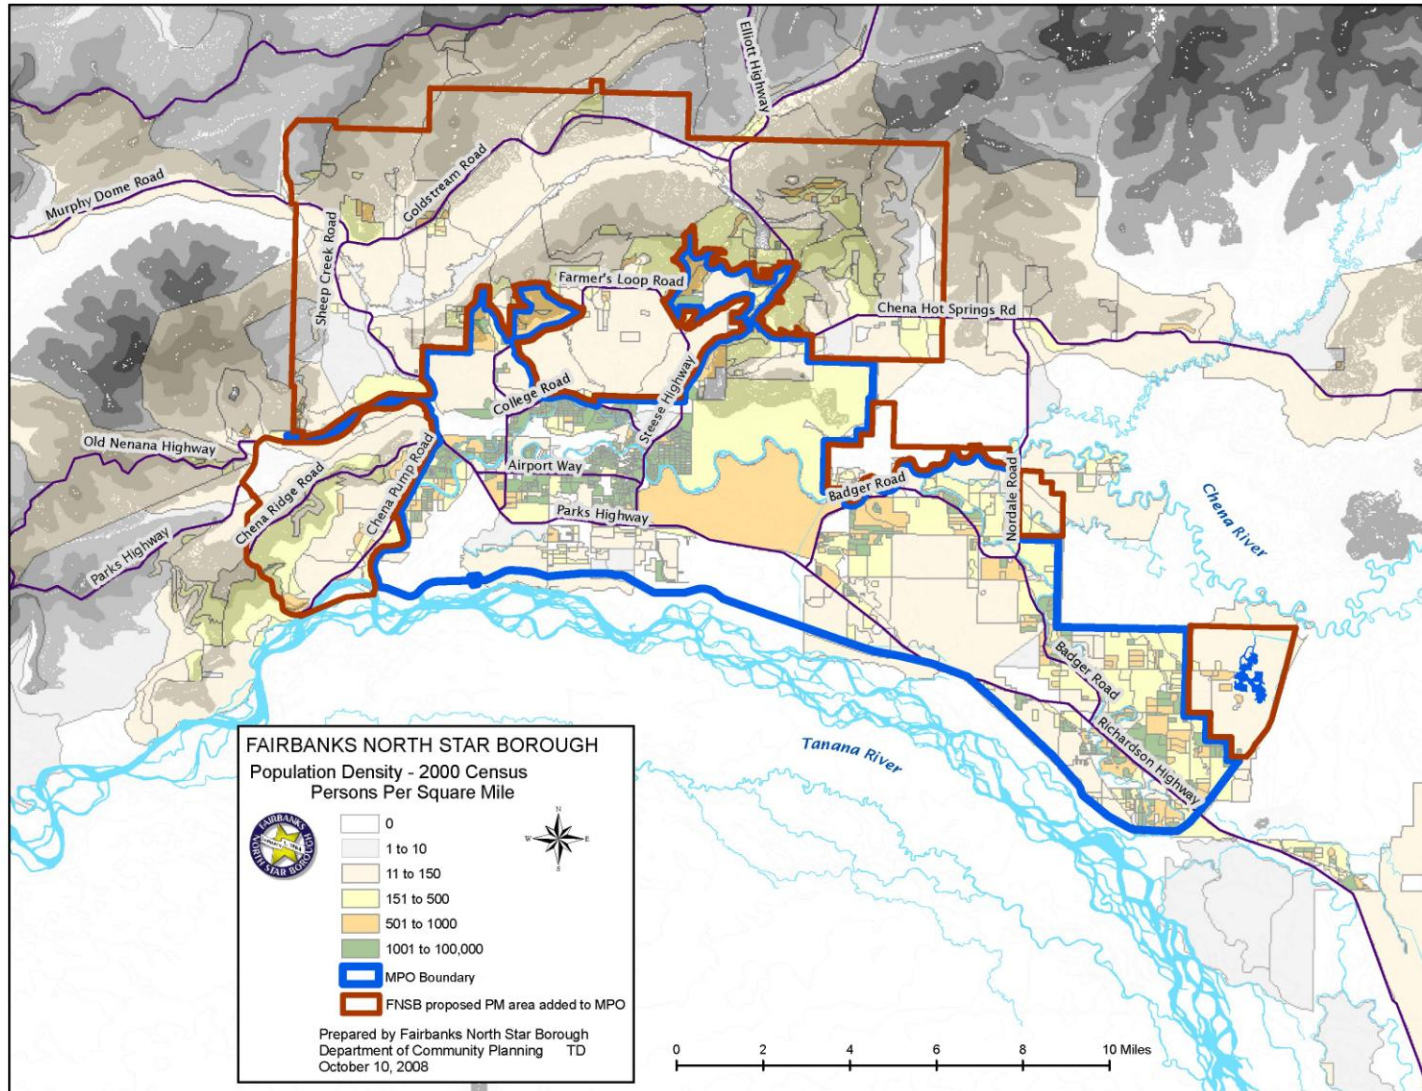 Elliott Highway
Murphy Dome Road
Goldstream Road
Sheep Creek Road
Farmer's Loop Road
Chena Hot Springs Rd
College Road
Steese Highway
Old Nenana Highway
Airport Way
Chena Ridge Road
Chena Pump Road
Badger Road
Nordale Road
Parks Highway
Parks Highway
Chena River
Badger Road
Richardson Highway
Tanana River
FAIRBANKS NORTH STAR BOROUGH
Population Density - 2000 Census
Persons Per Square Mile
FAIRBANKS
NORTH STAR BOROUGH
N
W E
S
0
1 to 10
11 to 150
151 to 500
501 to 1000
1001 to 100,000
MPO Boundary
FNSB proposed PM area added to MPO
Prepared by Fairbanks North Star Borough
Department of Community Planning TD
October 10, 2008
0 2 4 6 8 10 Miles